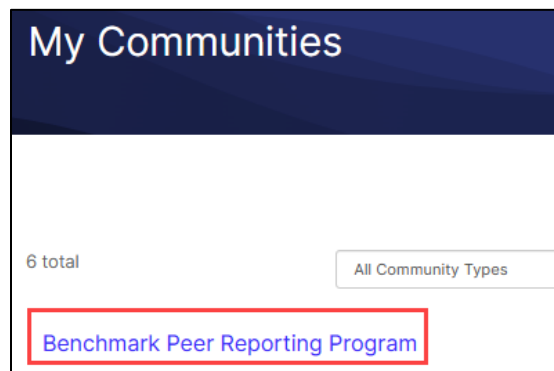 My Communities
6 total
All Community Types
Benchmark Peer Reporting Program